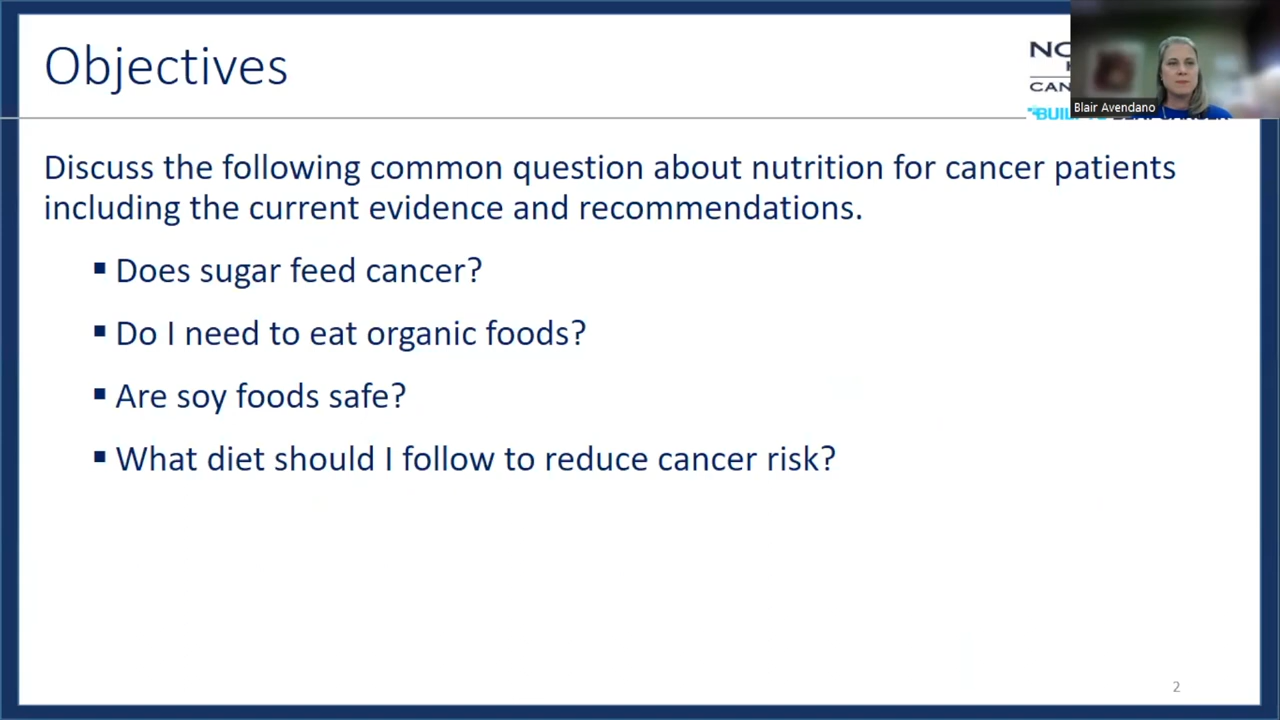 Objectives
NO
CAN
Blair Avendano
Discuss the following common question about nutrition for cancer patients
including the current evidence and recommendations.
▪ Does sugar feed cancer?
▪ Do I need to eat organic foods?
▪ Are soy foods safe?
▪ What diet should I follow to reduce cancer risk?
2